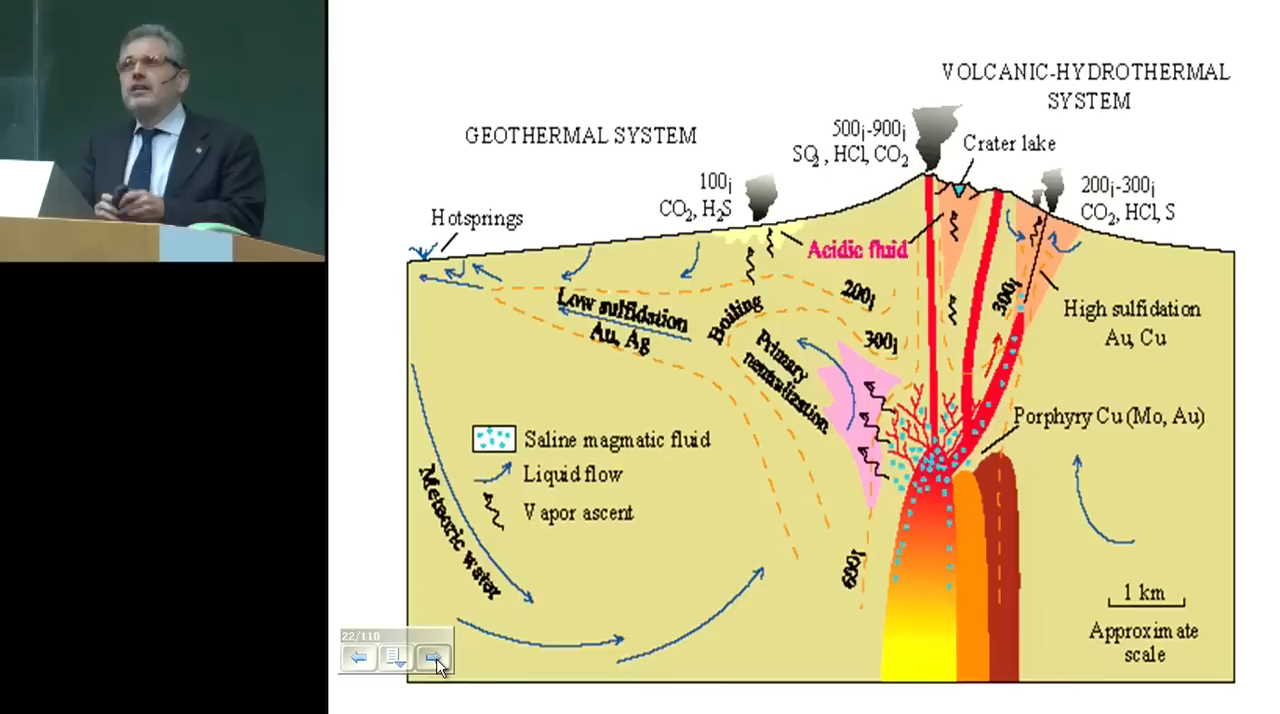 VOLCANIC-HYDROTHERMAL
SYSTEM
GEOTHERMAL SYSTEM
500¡-900¡
SO2 , HCl, CO2
Crater lake
100¡
CO2, H2S
200¡-300¡
CO2, HCl, S
Hotsprings
Acidic fluid
Low sulfidation
Au, Ag
Boiling
200¡
300¡
300¡
High sulfidation
Au, Cu
Primary
neutralization
Porphyry Cu (Mo, Au)
Saline magmatic fluid
Liquid flow
Vapor ascent
Meteoric water
600¡
1 km
Approximate
scale
22/110